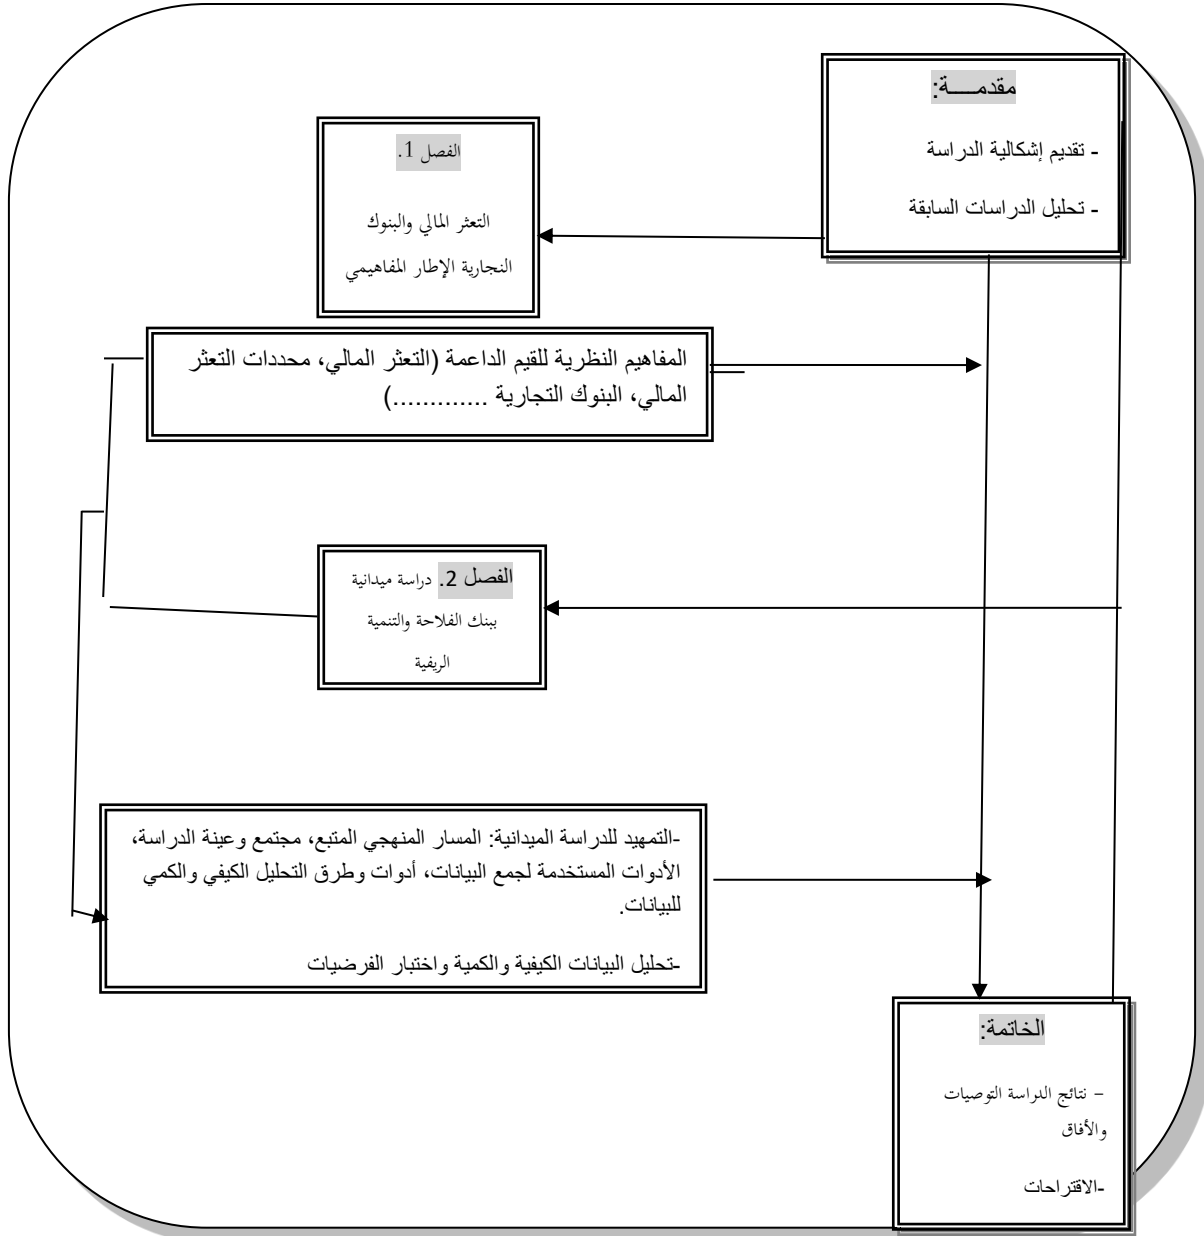 مقدمـــــة:
- تقديم إشكالية الدراسة
- تحليل الدراسات السابقة
الفصل 1.
التعثر المالي والبنوك
النجارية الإطار المفاهيمي
المفاهيم النظرية للقيم الداعمة (التعثر المالي، محددات التعثر
المالي، البنوك التجارية .............)
الفصل 2. دراسة ميدانية
ببنك الفلاحة والتنمية
الريفية
-التمهيد للدراسة الميدانية: المسار المنهجي المتبع، مجتمع وعينة الدراسة،
الأدوات المستخدمة لجمع البيانات، أدوات وطرق التحليل الكيفي والكمي
للبيانات.
-تحليل البيانات الكيفية والكمية واختبار الفرضيات
الخاتمة:
– نتائج الدراسة التوصيات
والأفاق
-الاقتراحات